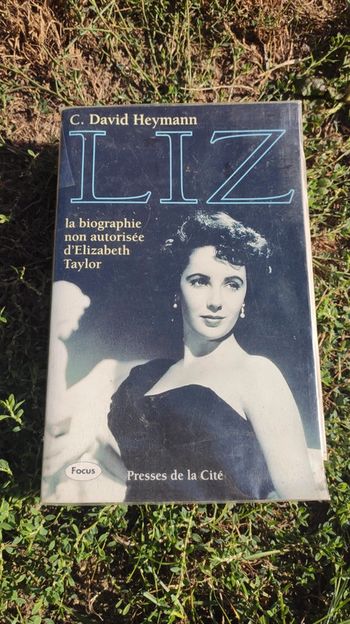 C. David Heymann
LIZ
la biographie
non autorisée
d'Elizabeth
Taylor
Focus
Presses de la Cité